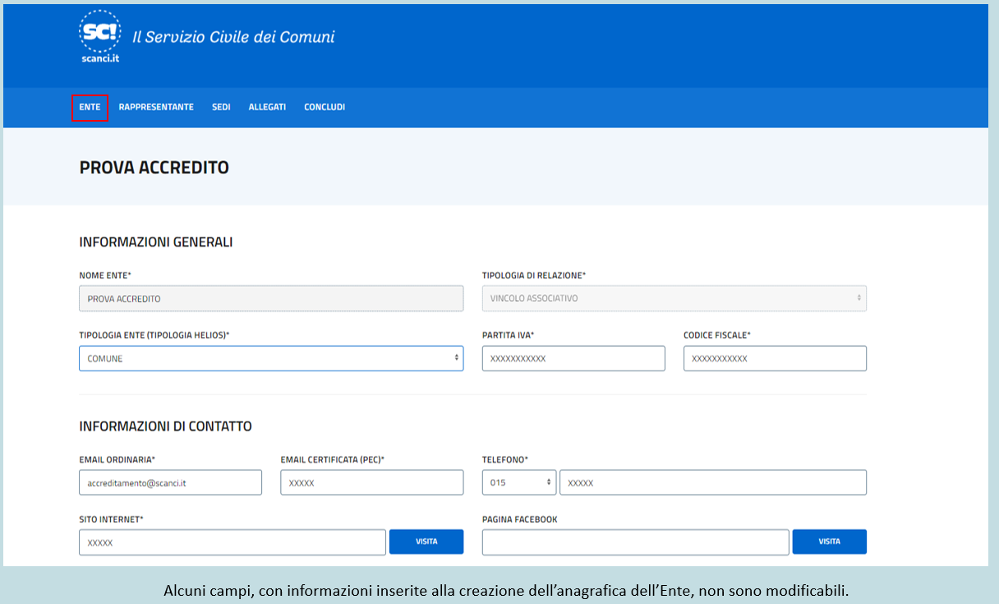 SC!
scanci.it
Il Servizio Civile dei Comuni
ENTE RAPPRESENTANTE SEDI ALLEGATI CONCLUDI
PROVA ACCREDITO
INFORMAZIONI GENERALI
NOME ENTE* TIPOLOGIA DI RELAZIONE*
PROVA ACCREDITO VINCOLO ASSOCIATIVO
TIPOLOGIA ENTE (TIPOLOGIA HELIOS)* PARTITA IVA* CODICE FISCALE*
COMUNE XXXXXXXXXXX XXXXXXXXXXX
INFORMAZIONI DI CONTATTO
EMAIL ORDINARIA* EMAIL CERTIFICATA (PEC)* TELEFONO*
accreditamento@scanci.it XXXXX 015 XXXXX
SITO INTERNET* PAGINA FACEBOOK
XXXXX VISITA VISITA
Alcuni campi, con informazioni inserite alla creazione dell’anagrafica dell’Ente, non sono modificabili.